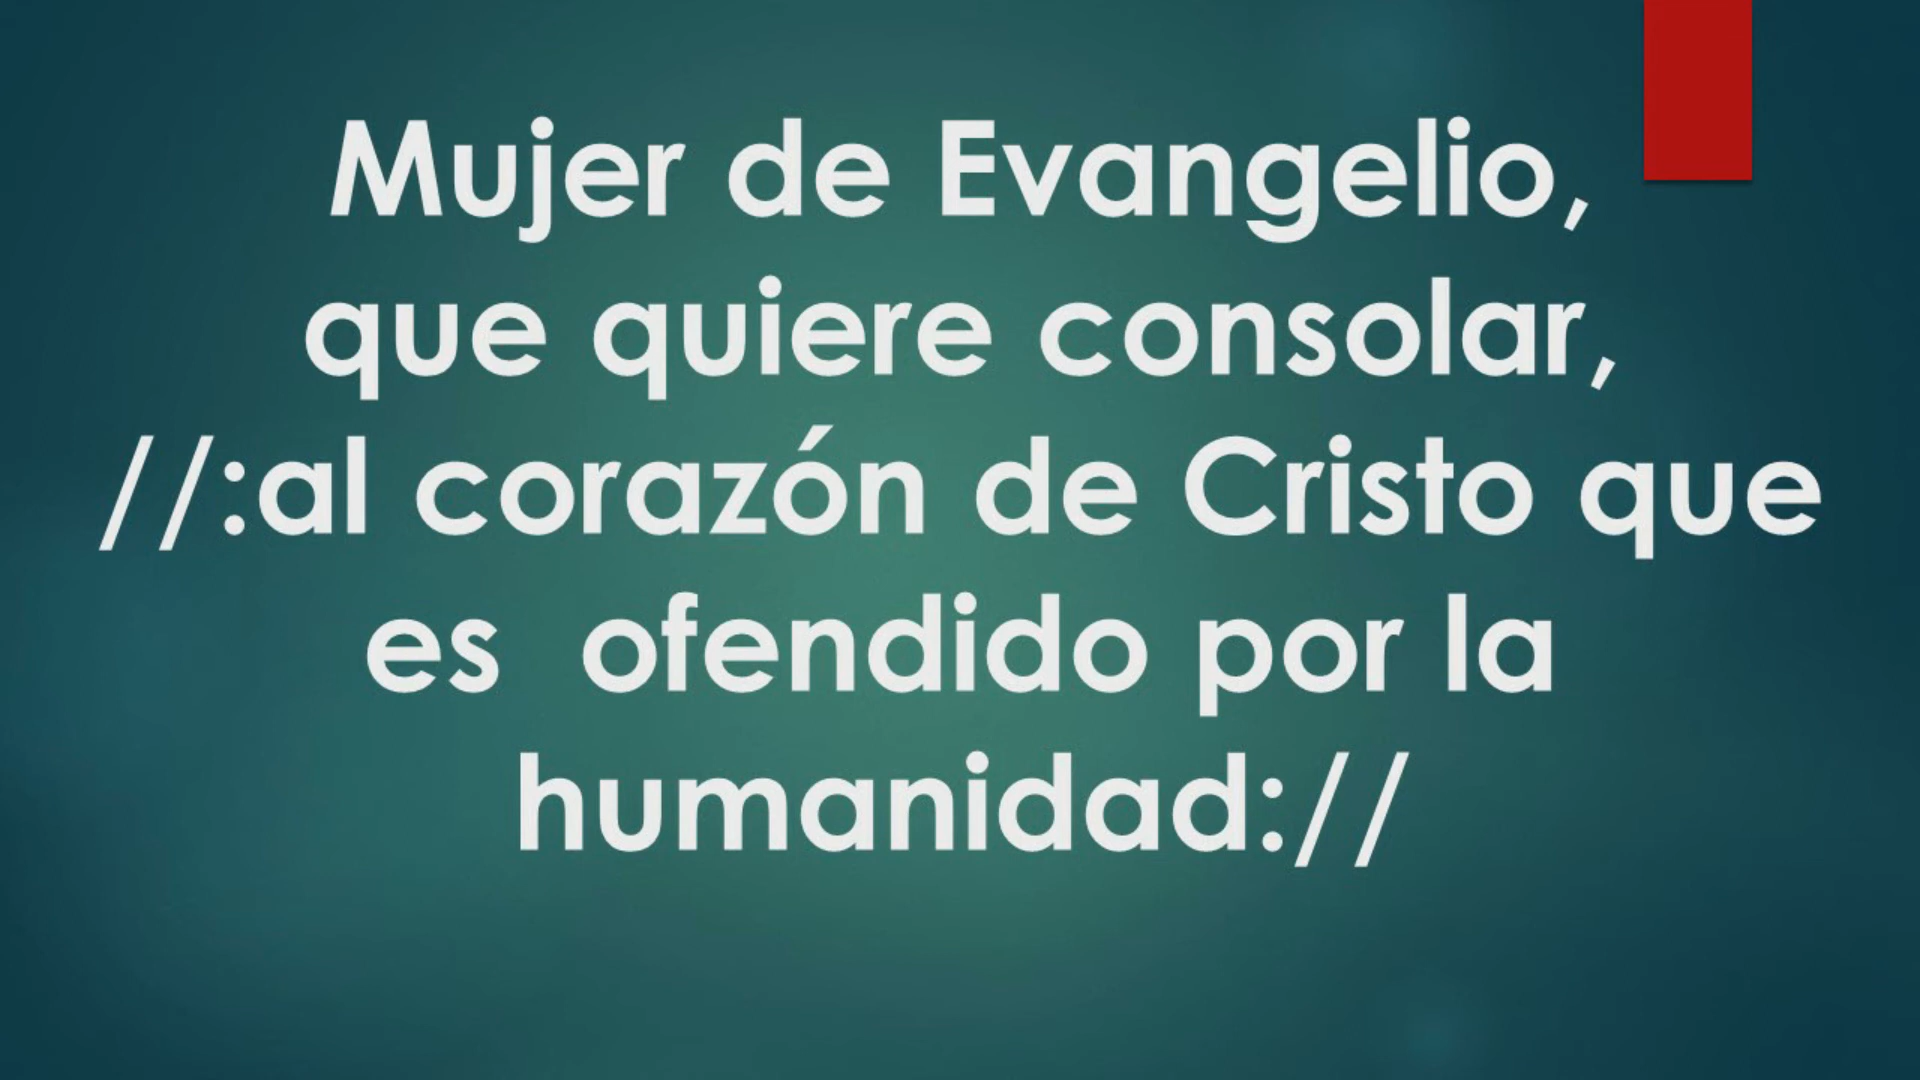 Mujer de Evangelio,
que quiere consolar,
//:al corazón de Cristo que
es  ofendido por la
humanidad://